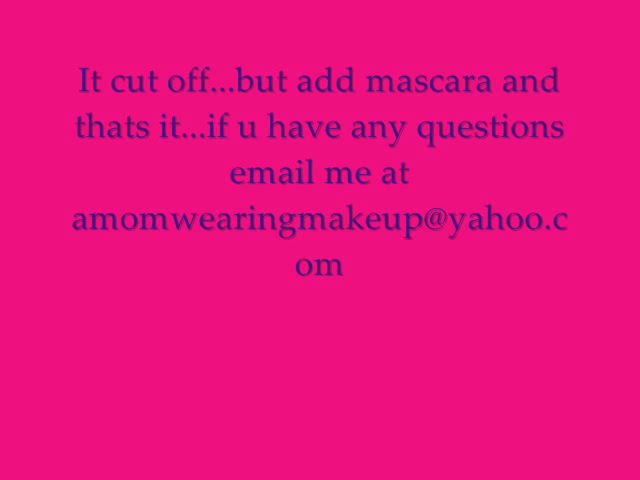 It cut off...but add mascara and
thats it...if u have any questions
email me at
amomwearingmakeup@yahoo.c
om